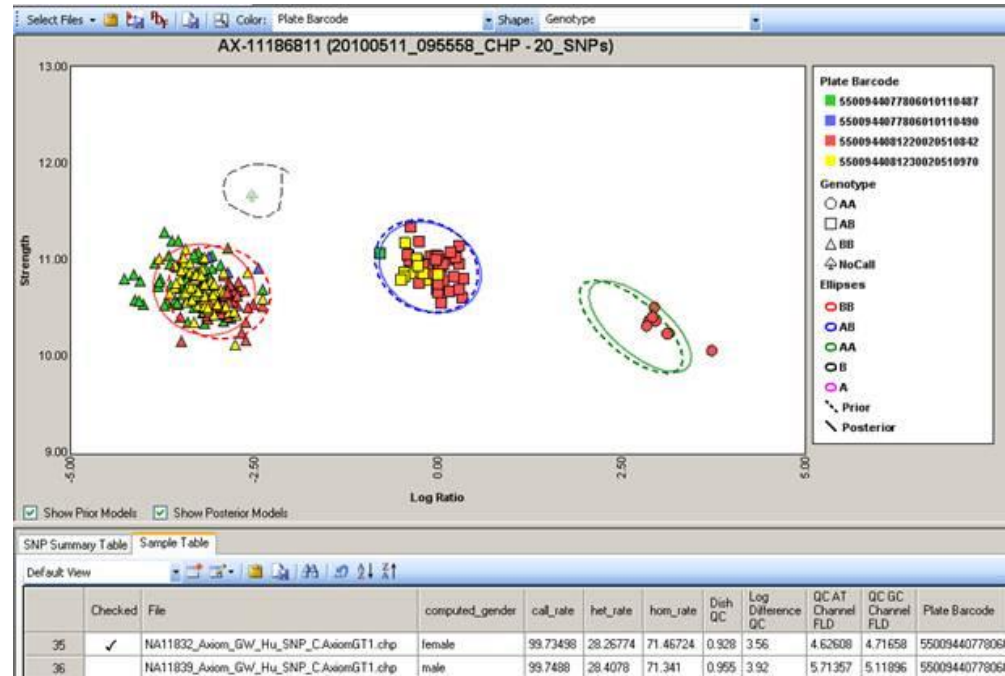 Select Files Color: Plate Barcode Shape: Genotype
AX-11186811 (20100511_095558_CHP - 20_SNPs)
13.00
12.00
11.00
10.00
9.00
Strength
-5.00 -2.50 0.00 2.50 5.00
Log Ratio
Plate Barcode
5500944077806010110487
5500944077806010110490
5500944081220020510842
5500944081230020510970
Genotype
AA
AB
BB
NoCall
Ellipses
BB
AB
AA
B
A
Prior
Posterior
Show Prior Models Show Posterior Models
SNP Summary Table Sample Table
Default View
Checked File computed_gender call_rate het_rate hom_rate Dish QC Log Difference QC QC AT Channel FLD QC GC Channel FLD Plate Barcode
35 ✓ NA11832_Axiom_GW_Hu_SNP_C.AxiomGT1.chp female 99.73498 28.26774 71.46724 0.928 3.56 4.62608 4.71658 5500944077806
36 NA11839_Axiom_GW_Hu_SNP_C.AxiomGT1.chp male 99.7488 28.4078 71.341 0.955 3.92 5.71357 5.11896 5500944077806